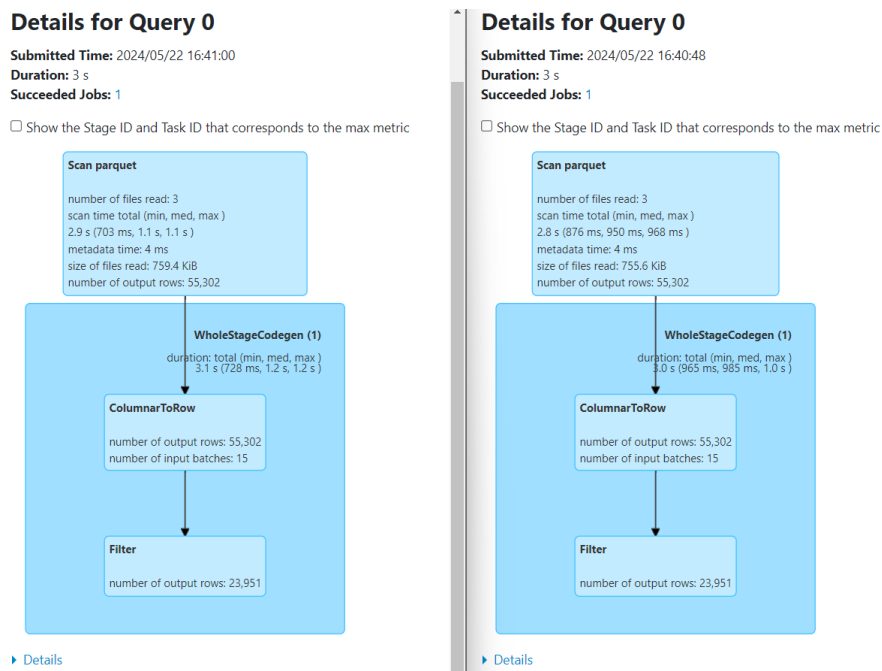 Details for Query 0
Submitted Time: 2024/05/22 16:41:00
Duration: 3 s
Succeeded Jobs: 1
Show the Stage ID and Task ID that corresponds to the max metric
Scan parquet
number of files read: 3
scan time total (min, med, max )
2.9 s (703 ms, 1.1 s, 1.1 s )
metadata time: 4 ms
size of files read: 759.4 KiB
number of output rows: 55,302
WholeStageCodegen (1)
duration: total (min, med, max )
3.1 s (728 ms, 1.2 s, 1.2 s )
ColumnarToRow
number of output rows: 55,302
number of input batches: 15
Filter
number of output rows: 23,951
Details
Details for Query 0
Submitted Time: 2024/05/22 16:40:48
Duration: 3 s
Succeeded Jobs: 1
Show the Stage ID and Task ID that corresponds to the max metric
Scan parquet
number of files read: 3
scan time total (min, med, max )
2.8 s (876 ms, 950 ms, 968 ms )
metadata time: 4 ms
size of files read: 755.6 KiB
number of output rows: 55,302
WholeStageCodegen (1)
duration: total (min, med, max )
3.0 s (965 ms, 985 ms, 1.0 s )
ColumnarToRow
number of output rows: 55,302
number of input batches: 15
Filter
number of output rows: 23,951
Details